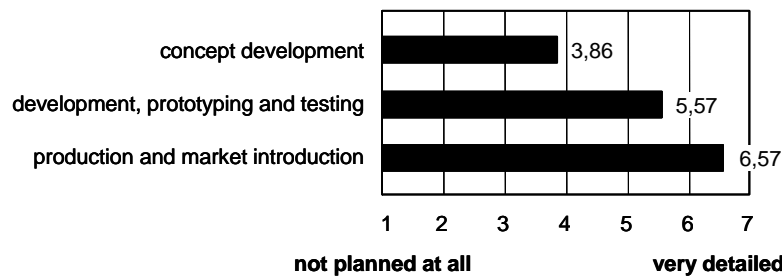 concept development 3,86
development, prototyping and testing 5,57
production and market introduction 6,57
1 2 3 4 5 6 7
not planned at all very detailed